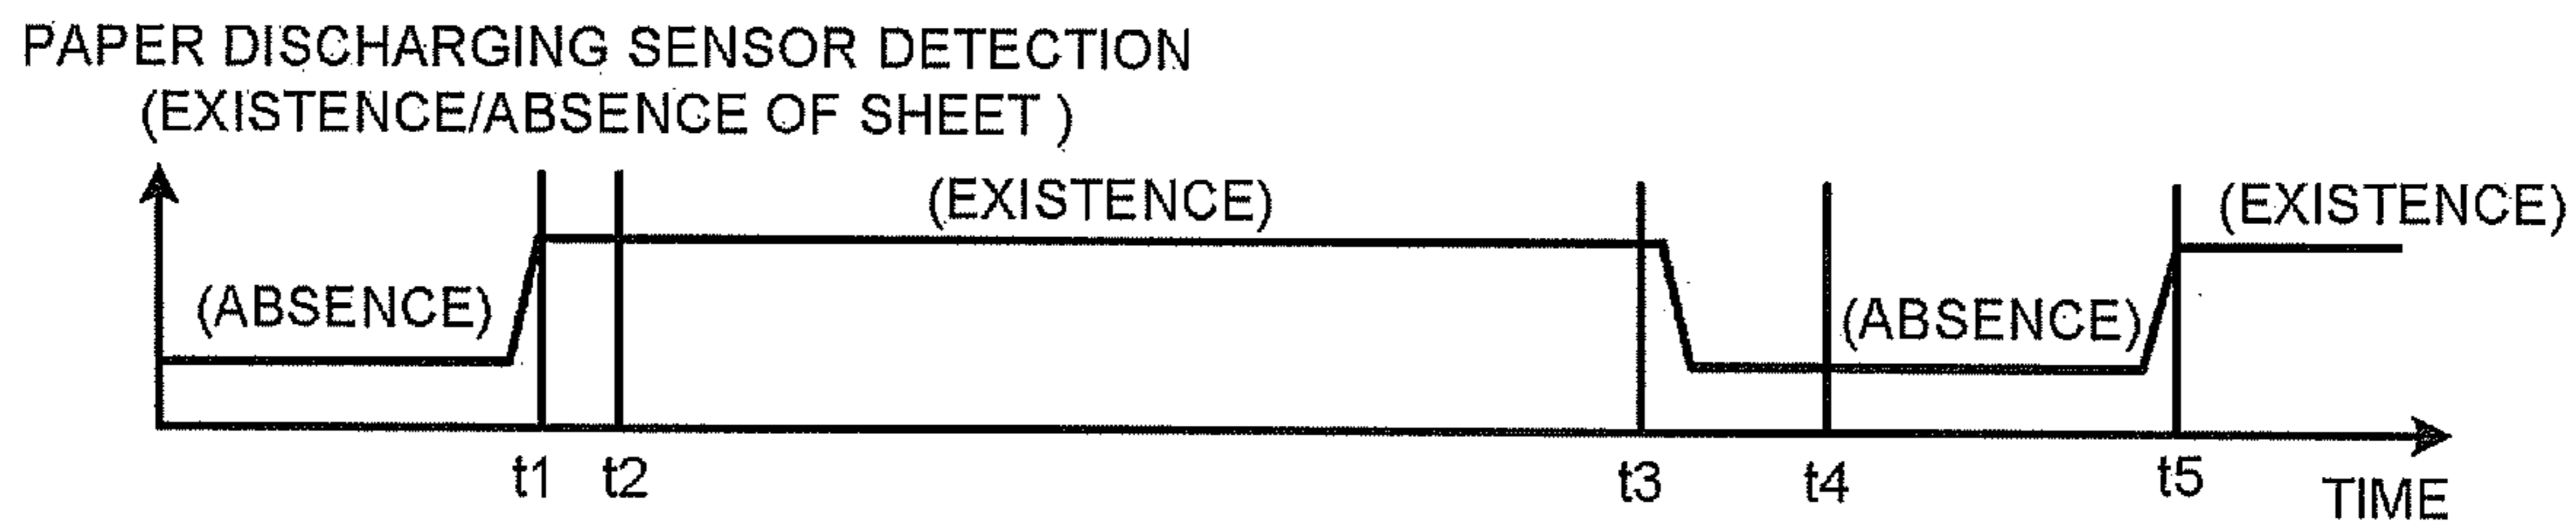 PAPER DISCHARGING SENSOR DETECTION
(EXISTENCE/ABSENCE OF SHEET )
(EXISTENCE)
(EXISTENCE)
(ABSENCE)
(ABSENCE)
t1 t2 t3 t4 t5
TIME